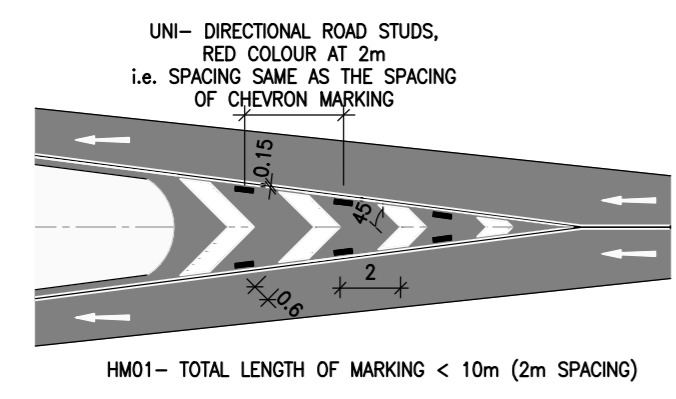 UNI- DIRECTIONAL ROAD STUDS,
RED COLOUR AT 2m
i.e. SPACING SAME AS THE SPACING
OF CHEVRON MARKING
0.15
45°
2
0.6
HM01- TOTAL LENGTH OF MARKING < 10m (2m SPACING)